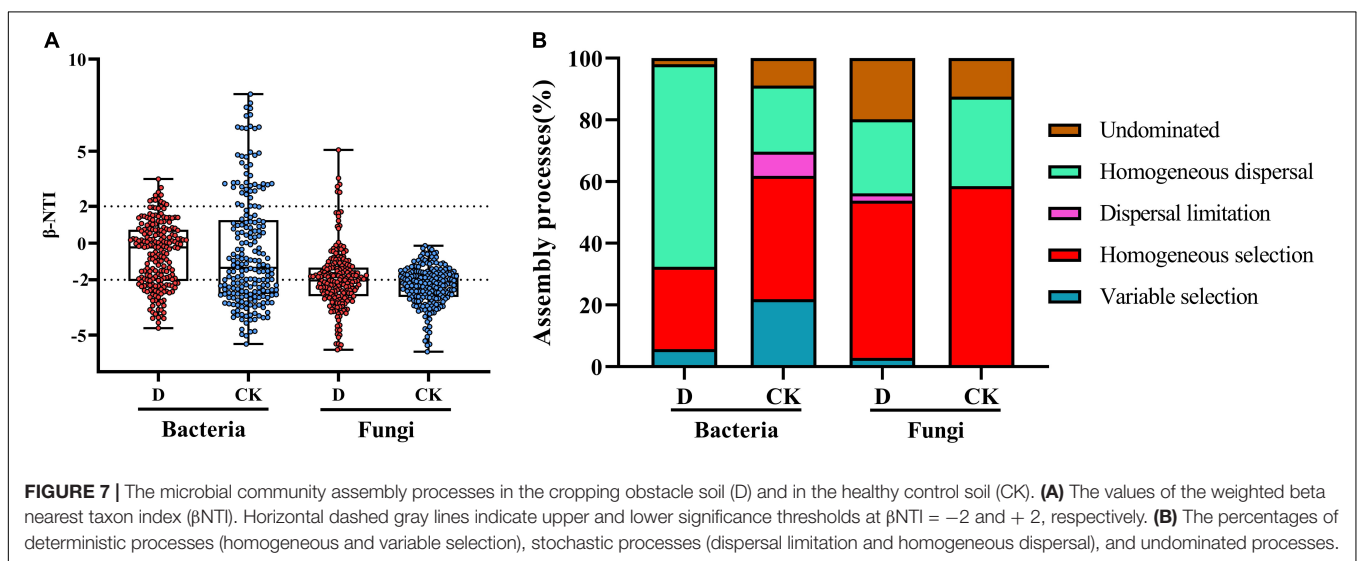 A
10
5
2
0
-2
-5
β-NTI
D
CK
D
CK
Bacteria
Fungi
B
100
80
60
40
20
0
Assembly processes(%)
D
CK
D
CK
Bacteria
Fungi
Undominated
Homogeneous dispersal
Dispersal limitation
Homogeneous selection
Variable selection
FIGURE 7 | The microbial community assembly processes in the cropping obstacle soil (D) and in the healthy control soil (CK). (A) The values of the weighted beta
nearest taxon index (βNTI). Horizontal dashed gray lines indicate upper and lower significance thresholds at βNTI = −2 and + 2, respectively. (B) The percentages of
deterministic processes (homogeneous and variable selection), stochastic processes (dispersal limitation and homogeneous dispersal), and undominated processes.